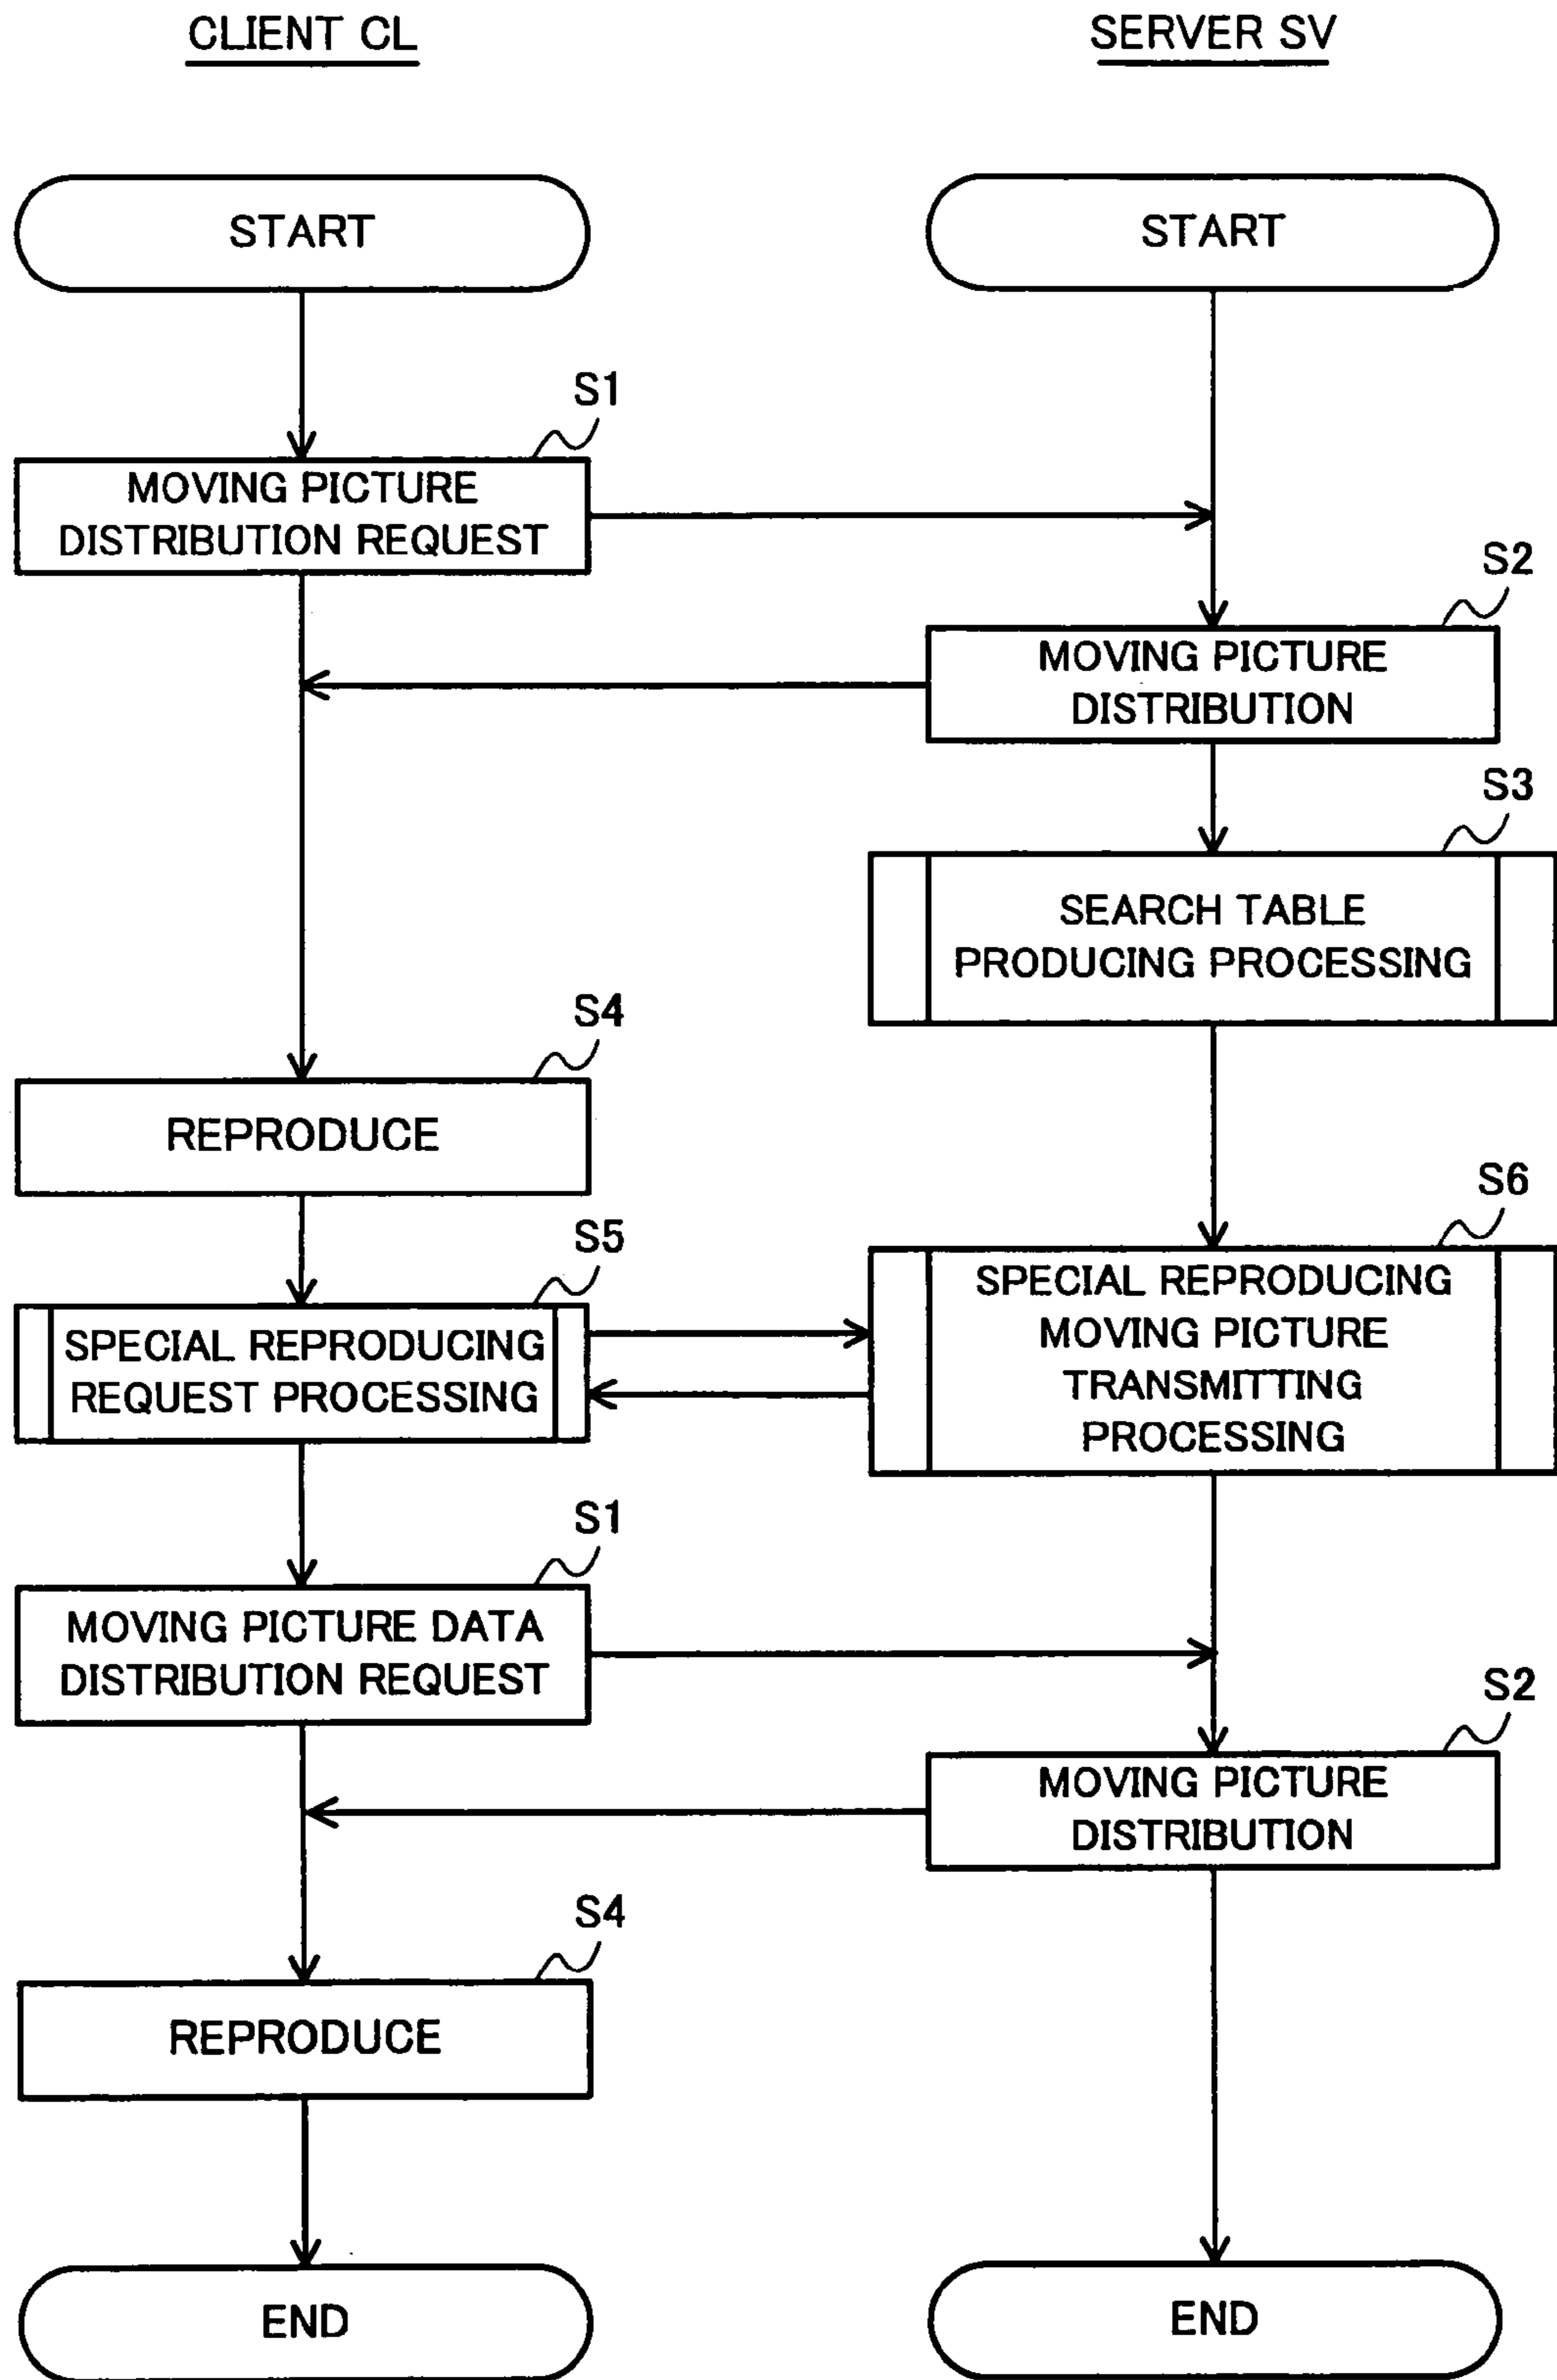 CLIENT CL
SERVER SV
START
START
S1
MOVING PICTURE
DISTRIBUTION REQUEST
S2
MOVING PICTURE
DISTRIBUTION
S3
SEARCH TABLE
PRODUCING PROCESSING
S4
REPRODUCE
S5
SPECIAL REPRODUCING
REQUEST PROCESSING
S6
SPECIAL REPRODUCING
MOVING PICTURE
TRANSMITTING
PROCESSING
S1
MOVING PICTURE DATA
DISTRIBUTION REQUEST
S2
MOVING PICTURE
DISTRIBUTION
S4
REPRODUCE
END
END